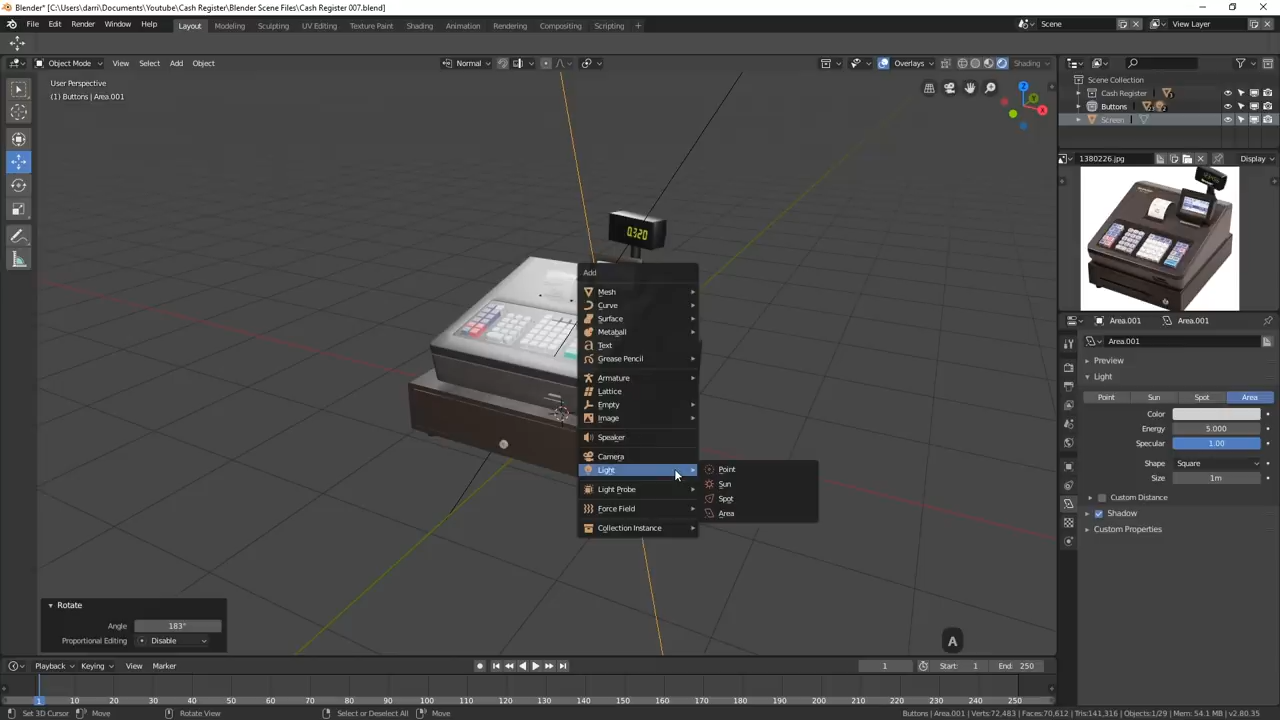 Blender* [C:\Users\darri\Documents\Youtube\Cash Register\Blender Scene Files\Cash Register 007.blend]
File Edit Render Window Help Layout Modeling Sculpting UV Editing Texture Paint Shading Animation Rendering Compositing Scripting + Scene View Layer
Object Mode View Select Add Object Normal Overlays Shading
User Perspective
(1) Buttons | Area.001
Scene Collection
Cash Register
Buttons
Screen
1380226.jpg Display
0320
Add
Mesh
Curve
Surface
Metaball
Text
Grease Pencil
Armature
Lattice
Empty
Image
Speaker
Camera
Light
Light Probe
Force Field
Collection Instance
Point
Sun
Spot
Area
Area.001 Area.001
Area.001
Preview
Light
Point Sun Spot Area
Color
Energy 5.000
Specular 1.00
Shape Square
Size 1m
Custom Distance
Shadow
Custom Properties
Rotate
Angle 183°
Proportional Editing Disable
A
Playback Keying View Marker 1 Start: 1 End: 250
1 10 20 30 40 50 60 70 80 90 100 110 120 130 140 150 160 170 180 190 200 210 220 230 240 250
Set 3D Cursor Move Rotate View Select or Deselect All Move Buttons | Area.001 | Verts:72,483 | Faces:70,612 | Tris:141,316 | Objects:1/29 | Mem: 54.1 MB | v2.80.35